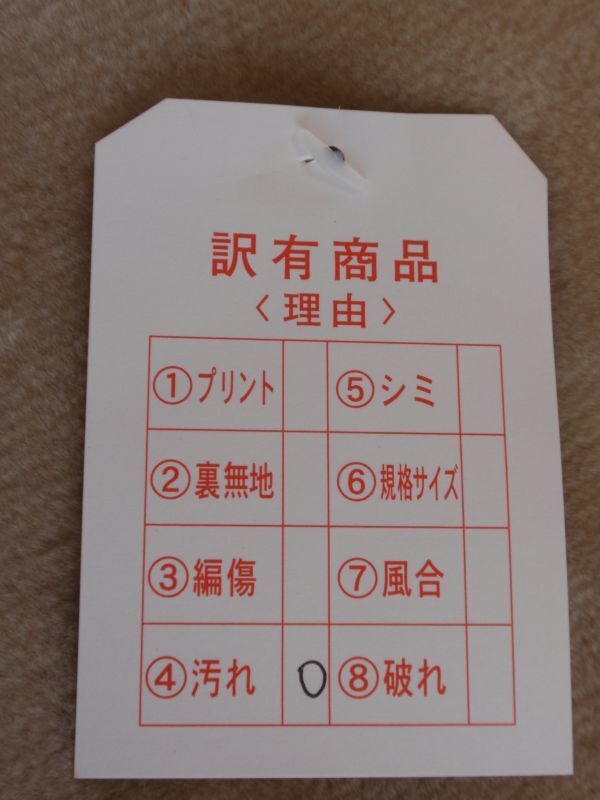 訳有商品
〈理由〉
①プリント
⑤シミ
②裏無地
⑥規格サイズ
③編傷
⑦風合
④汚れ ○
⑧破れ